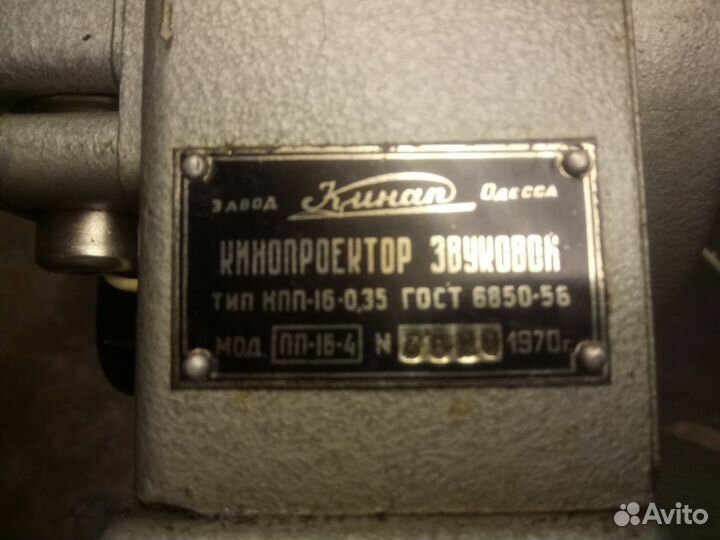 ЗАВОД Кинап ОДЕССА
КИНОПРОЕКТОР ЗВУКОВОЙ
ТИП КПП-16-0,35 ГОСТ 6850-56
МОД ПП-16-4 N 1970г.
Avito